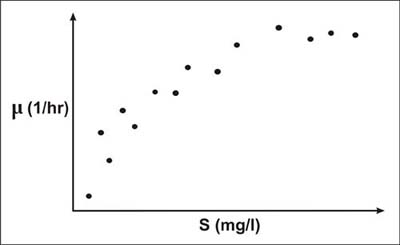 μ (1/hr)
S (mg/l)